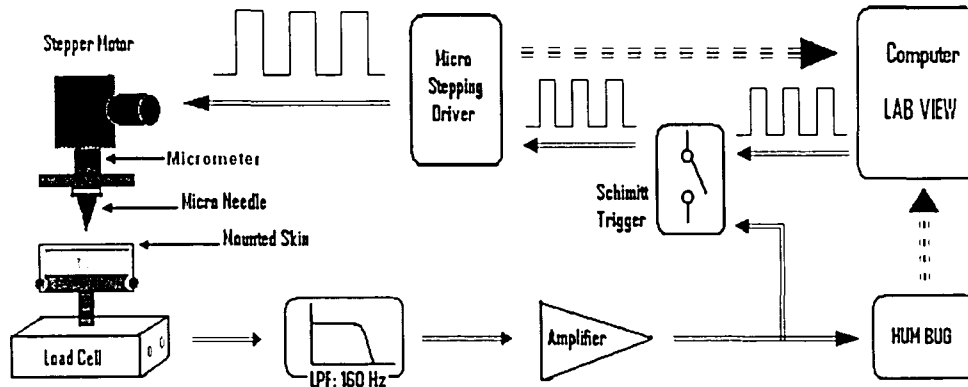 Stepper Motor
Micro
Stepping
Driver
Computer
LAB VIEW
Micrometer
Micro Needle
Schimitt
Trigger
Mounted Skin
Load Cell
LPF: 160 Hz
Amplifier
HUM BUG